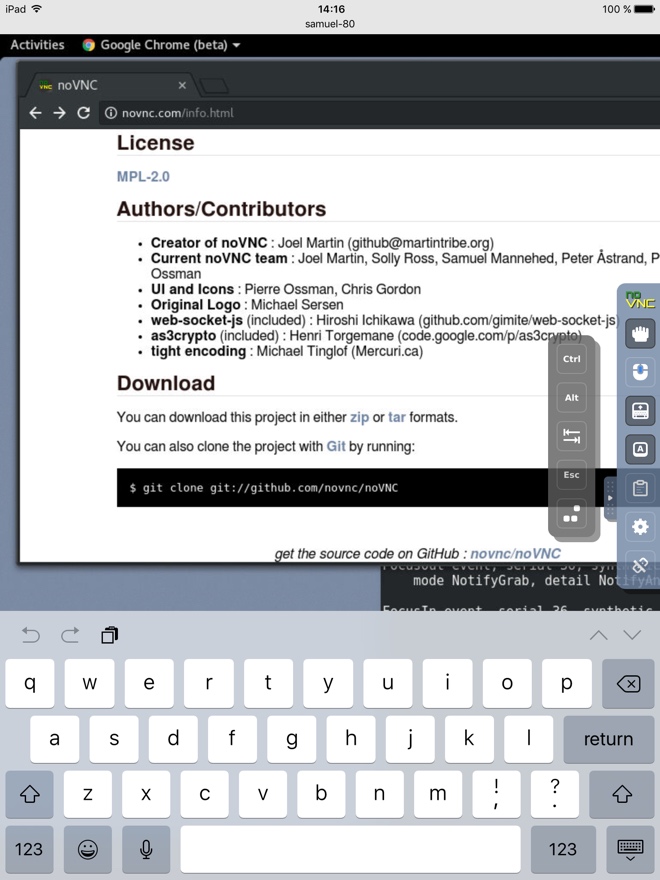 iPad 14:16 100 %
samuel-80
Activities Google Chrome (beta)
noVNC
novnc.com/info.html
License
MPL-2.0
Authors/Contributors
• Creator of noVNC : Joel Martin (github@martintribe.org)
• Current noVNC team : Joel Martin, Solly Ross, Samuel Mannehed, Peter Åstrand, P
Ossman
• UI and Icons : Pierre Ossman, Chris Gordon
• Original Logo : Michael Sersen
• web-socket-js (included) : Hiroshi Ichikawa (github.com/gimite/web-socket-js)
• as3crypto (included) : Henri Torgemane (code.google.com/p/as3crypto)
• tight encoding : Michael Tinglof (Mercuri.ca)
no
VNC
Ctrl
Alt
Esc
A
Download
You can download this project in either zip or tar formats.
You can also clone the project with Git by running:
$ git clone git://github.com/novnc/noVNC
get the source code on GitHub : novnc/noVNC
mode NotifyGrab, detail NotifyAn
FocusIn event, serial 36, synthetic
q w e r t y u i o p
a s d f g h j k l return
z x c v b n m ! , ? .
123 123